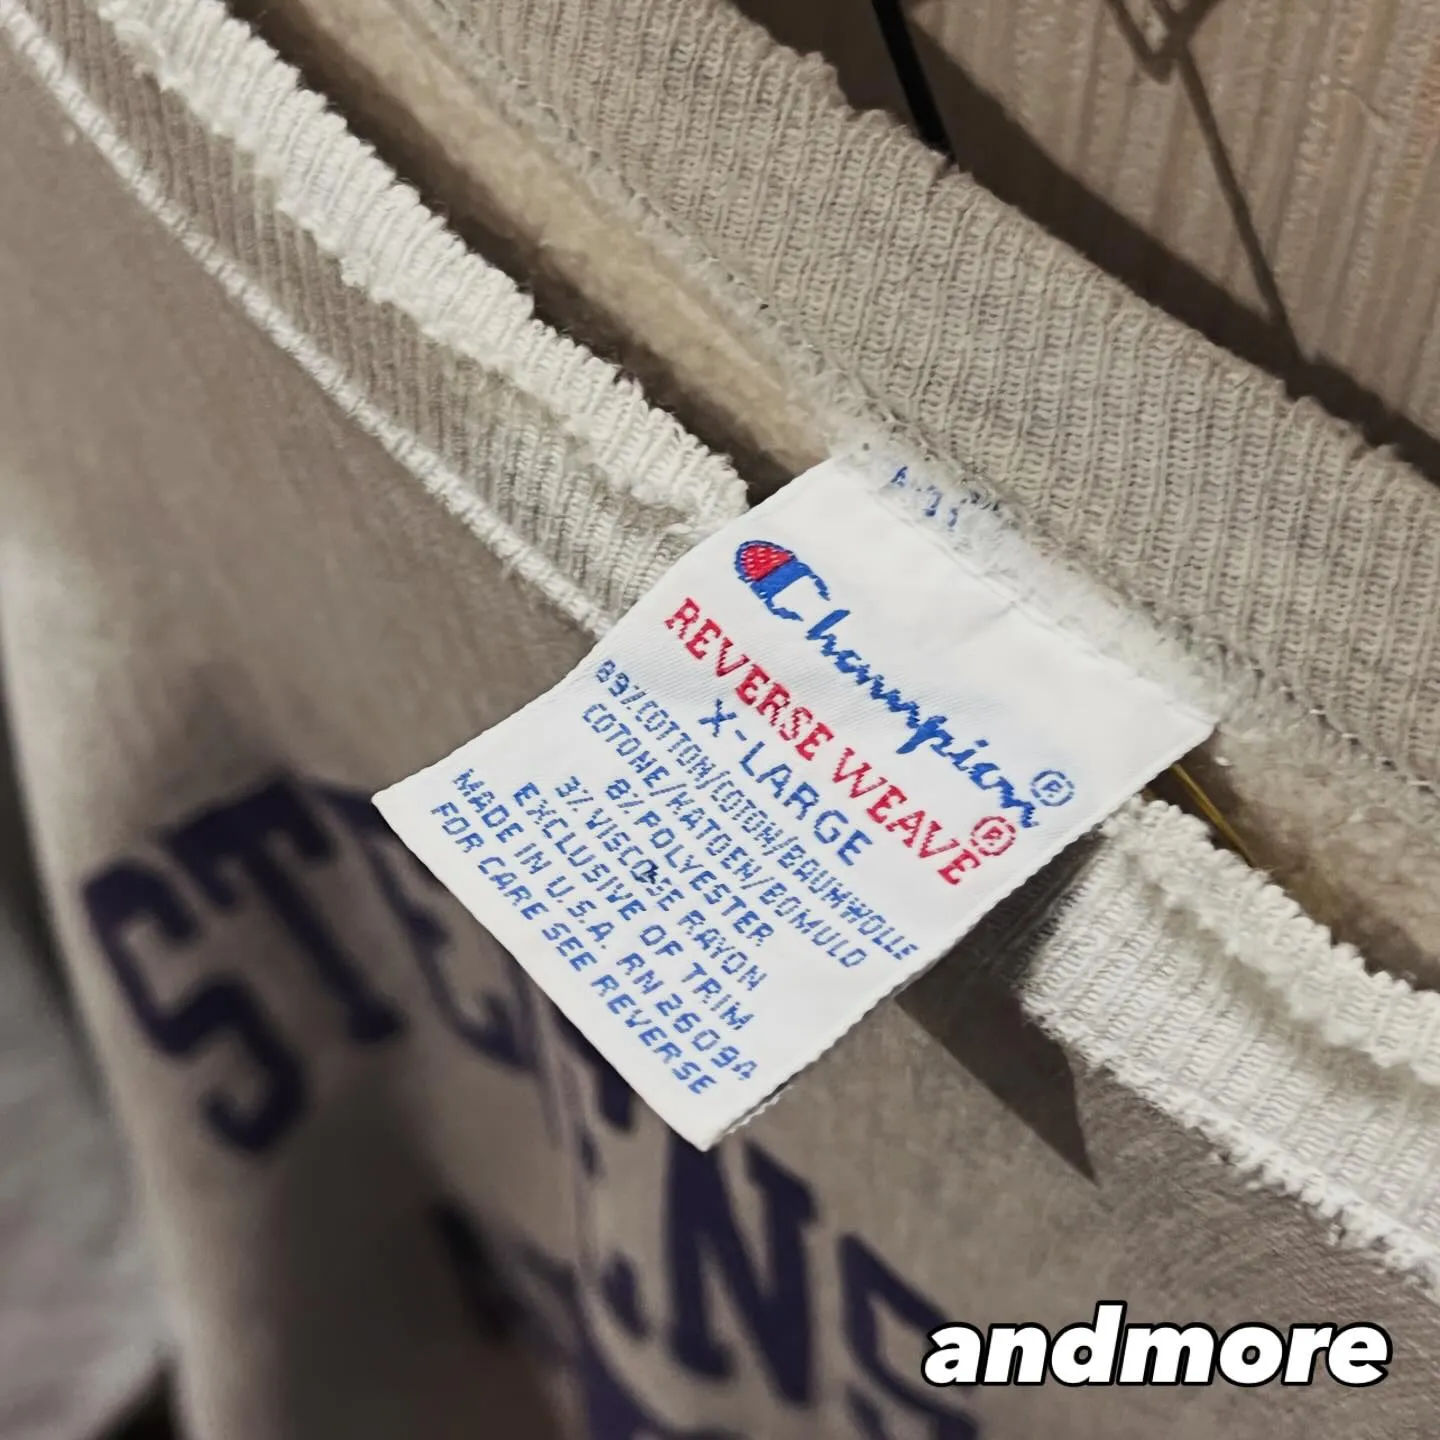 Champion®
REVERSE WEAVE®
X-LARGE
89% COTTON/COTON/BAUMWOLLE
COTONE/KATOEN/BOMULD
8% POLYESTER
3% VISCOSE RAYON
EXCLUSIVE OF TRIM
MADE IN U.S.A. RN 26094
FOR CARE SEE REVERSE
andmore